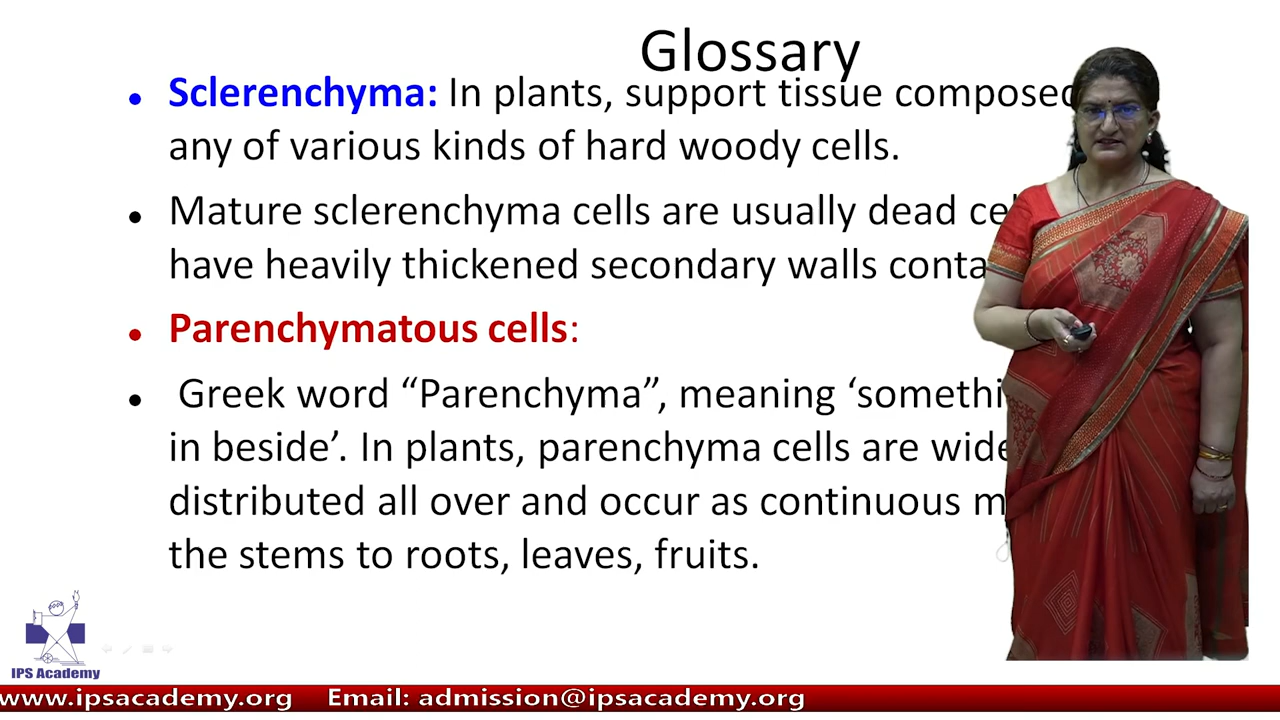 Glossary
Sclerenchyma: In plants, support tissue composed
any of various kinds of hard woody cells.
Mature sclerenchyma cells are usually dead
have heavily thickened secondary walls
Parenchymatous cells:
Greek word “Parenchyma”, meaning
in beside’. In plants, parenchyma cells are
distributed all over and occur as continuous
the stems to roots, leaves, fruits.
IPS Academy
www.ipsacademy.org Email: admission@ipsacademy.org